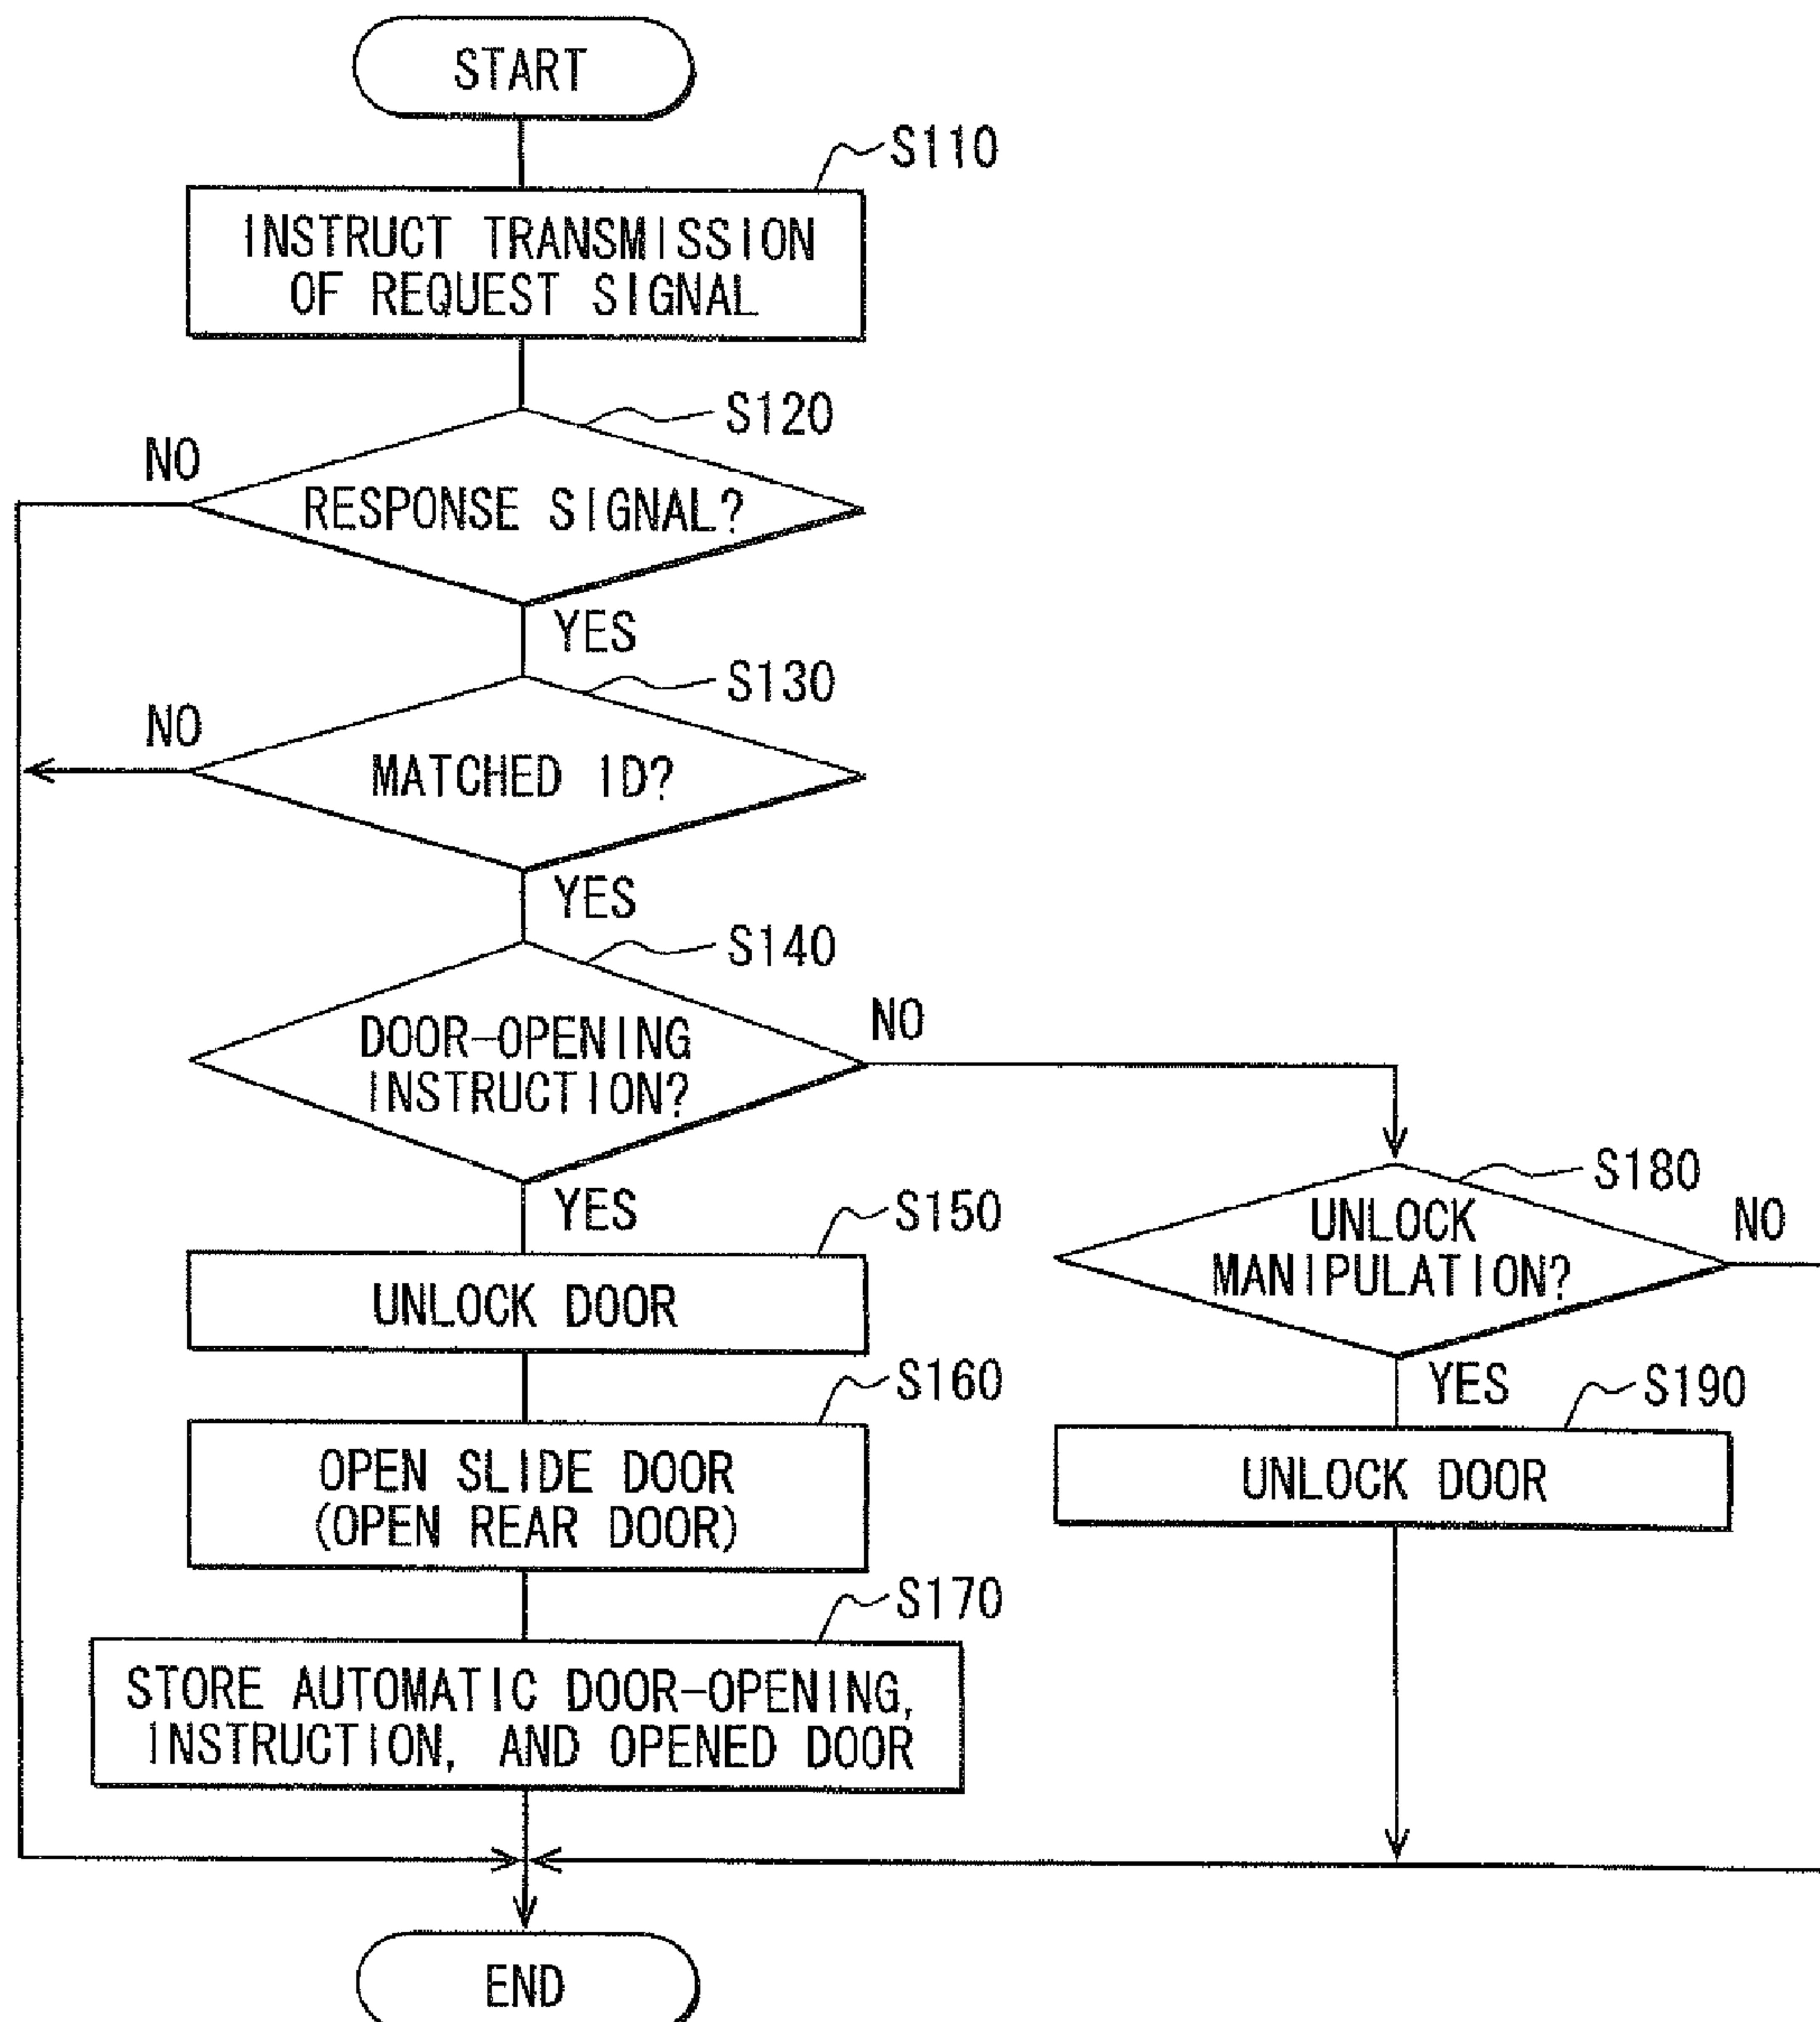 START
S110
INSTRUCT TRANSMISSION
OF REQUEST SIGNAL
S120
NO
RESPONSE SIGNAL?
YES
S130
NO
MATCHED ID?
YES
S140
NO
DOOR-OPENING
INSTRUCTION?
YES
S150
UNLOCK DOOR
S160
OPEN SLIDE DOOR
(OPEN REAR DOOR)
S170
STORE AUTOMATIC DOOR-OPENING,
INSTRUCTION, AND OPENED DOOR
S180
UNLOCK
MANIPULATION?
NO
YES
S190
UNLOCK DOOR
END